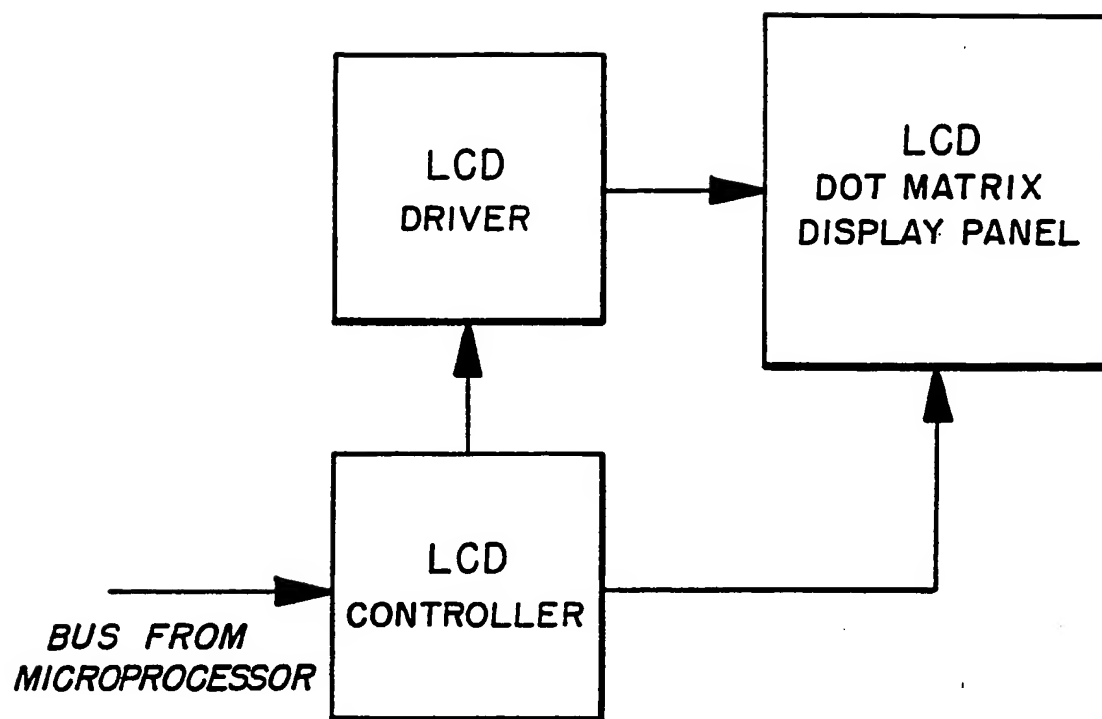 LCD
DRIVER
LCD
DOT MATRIX
DISPLAY PANEL
LCD
CONTROLLER
BUS FROM
MICROPROCESSOR